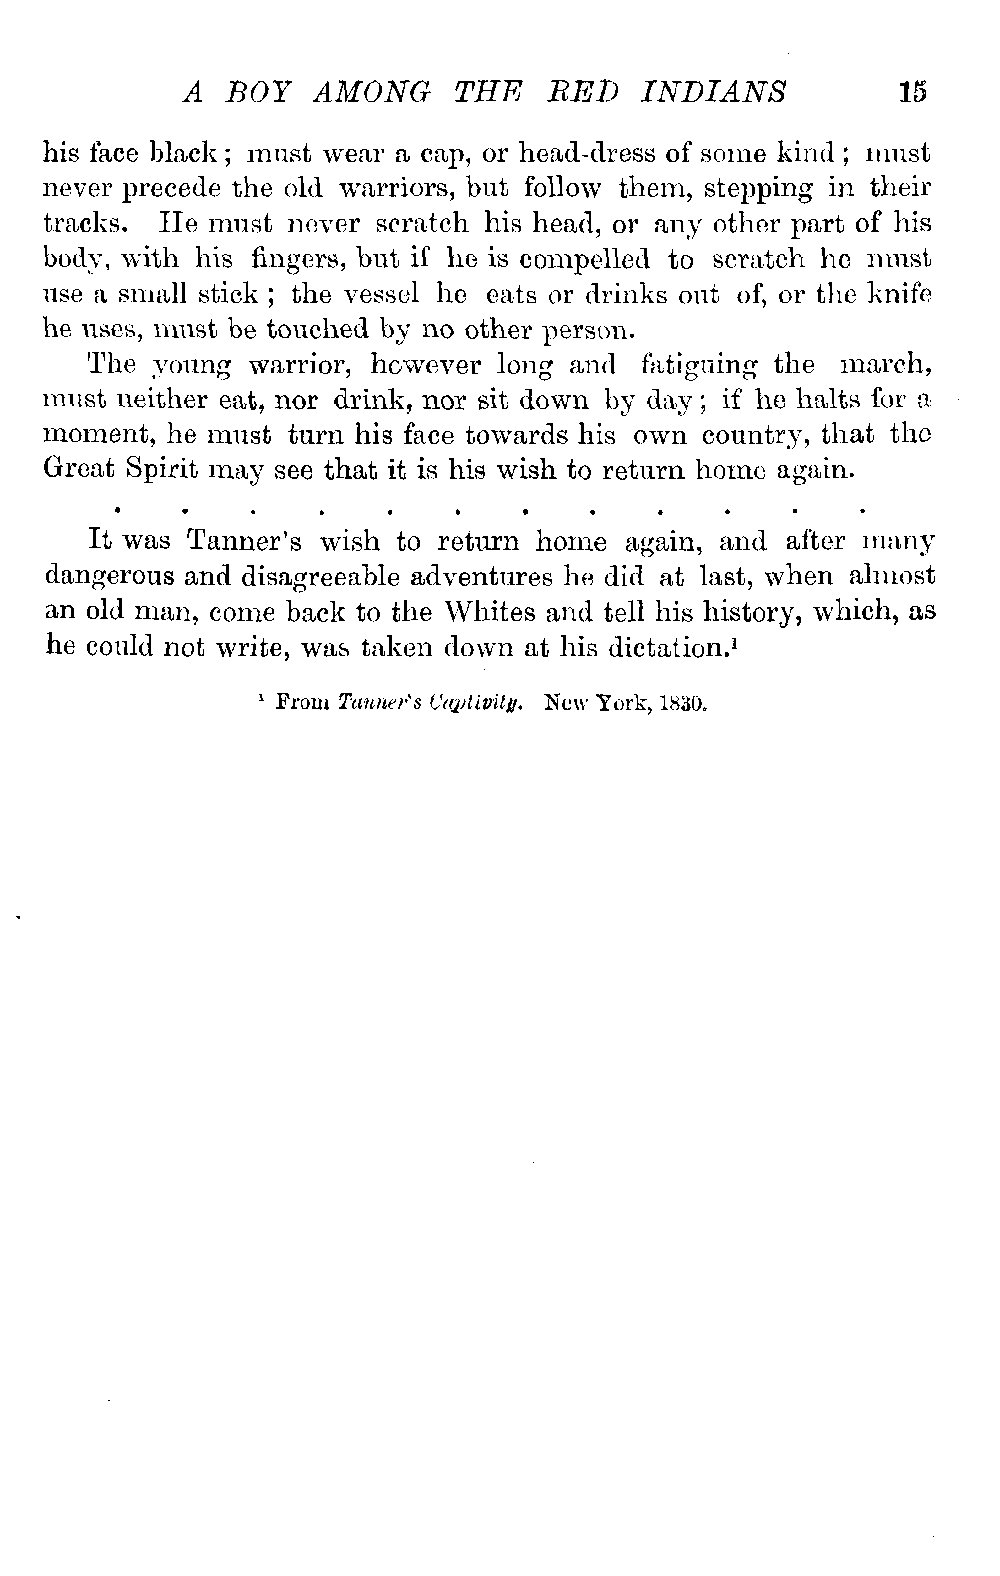 A BOY AMONG THE RED INDIANS 15
his face black; must wear a cap, or head-dress of some kind; must
never precede the old warriors, but follow them, stepping in their
tracks. He must never scratch his head, or any other part of his
body, with his fingers, but if he is compelled to scratch he must
use a small stick; the vessel he eats or drinks out of, or the knife
he uses, must be touched by no other person.
The young warrior, however long and fatiguing the march,
must neither eat, nor drink, nor sit down by day; if he halts for a
moment, he must turn his face towards his own country, that the
Great Spirit may see that it is his wish to return home again.
. . . . . . . . . . . .
It was Tanner's wish to return home again, and after many
dangerous and disagreeable adventures he did at last, when almost
an old man, come back to the Whites and tell his history, which, as
he could not write, was taken down at his dictation.¹
¹ From Tanner's Captivity. New York, 1830.